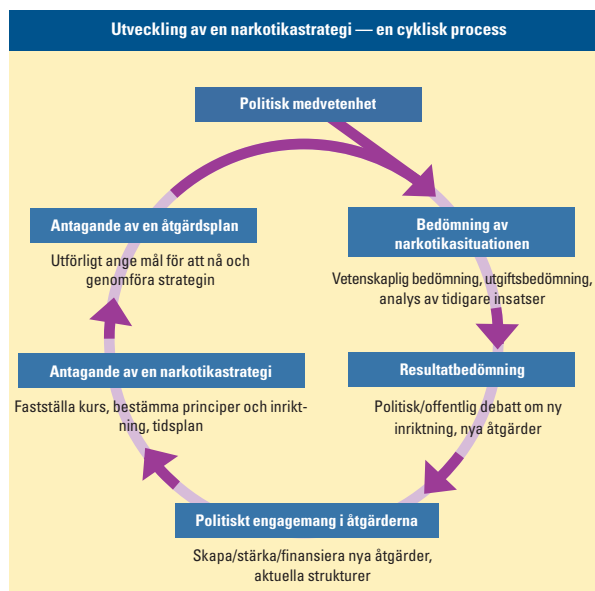 Utveckling av en narkotikastrategi — en cyklisk process
Politisk medvetenhet
Bedömning av
narkotikasituationen
Vetenskaplig bedömning, utgiftsbedömning,
analys av tidigare insatser
Resultatbedömning
Politisk/offentlig debatt om ny
inriktning, nya åtgärder
Politiskt engagemang i åtgärderna
Skapa/stärka/finansiera nya åtgärder,
aktuella strukturer
Antagande av en narkotikastrategi
Fastställa kurs, bestämma principer och inrikt-
ning, tidsplan
Antagande av en åtgärdsplan
Utförligt ange mål för att nå och
genomföra strategin